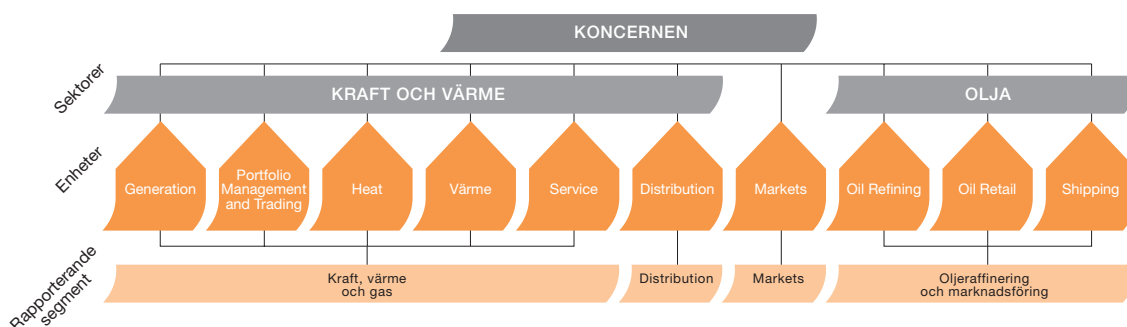 KONCERNEN
Sektorer
KRAFT OCH VÄRME
OLJA
Enheter
Generation
Portfolio
Management
and Trading
Heat
Värme
Service
Distribution
Markets
Oil Refining
Oil Retail
Shipping
Rapporterande
segment
Kraft, värme
och gas
Distribution
Markets
Oljeraffinering
och marknadsföring